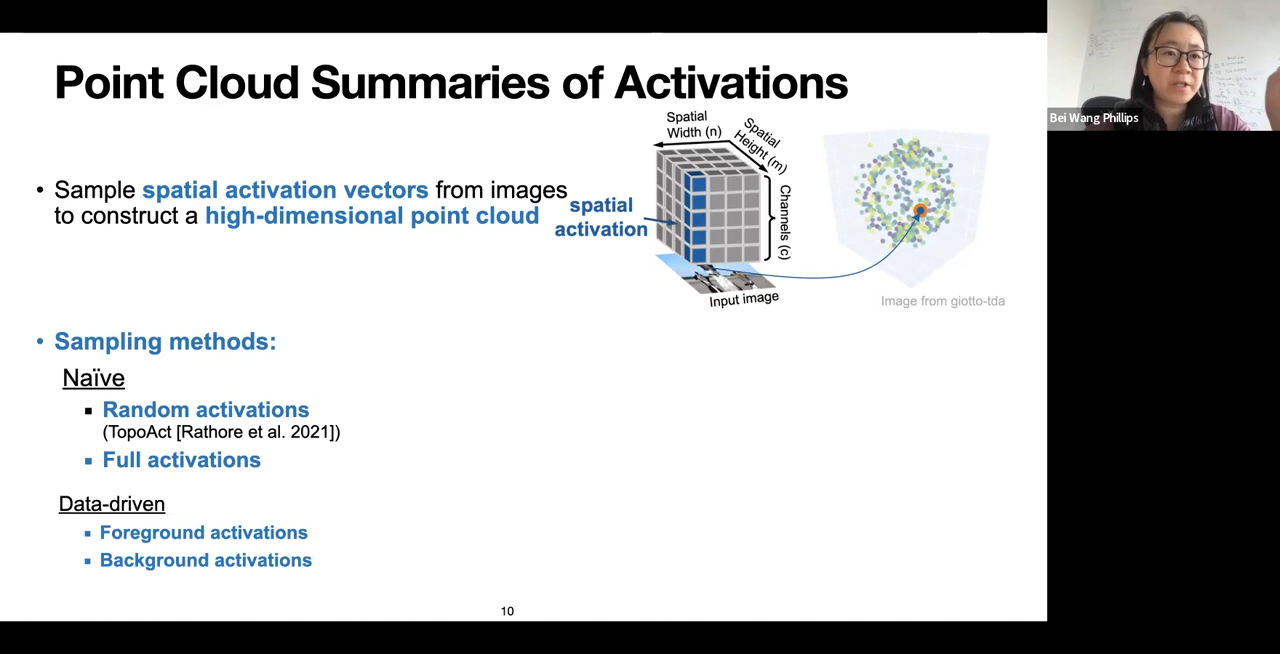 Point Cloud Summaries of Activations
Bei Wang Phillips
Spatial
Width (n)
Spatial
Height (m)
Channels (c)
• Sample spatial activation vectors from images
to construct a high-dimensional point cloud
spatial
activation
Input image
Image from giotto-tda
• Sampling methods:
Naïve
▪ Random activations
(TopoAct [Rathore et al. 2021])
▪ Full activations
Data-driven
▪ Foreground activations
▪ Background activations
10